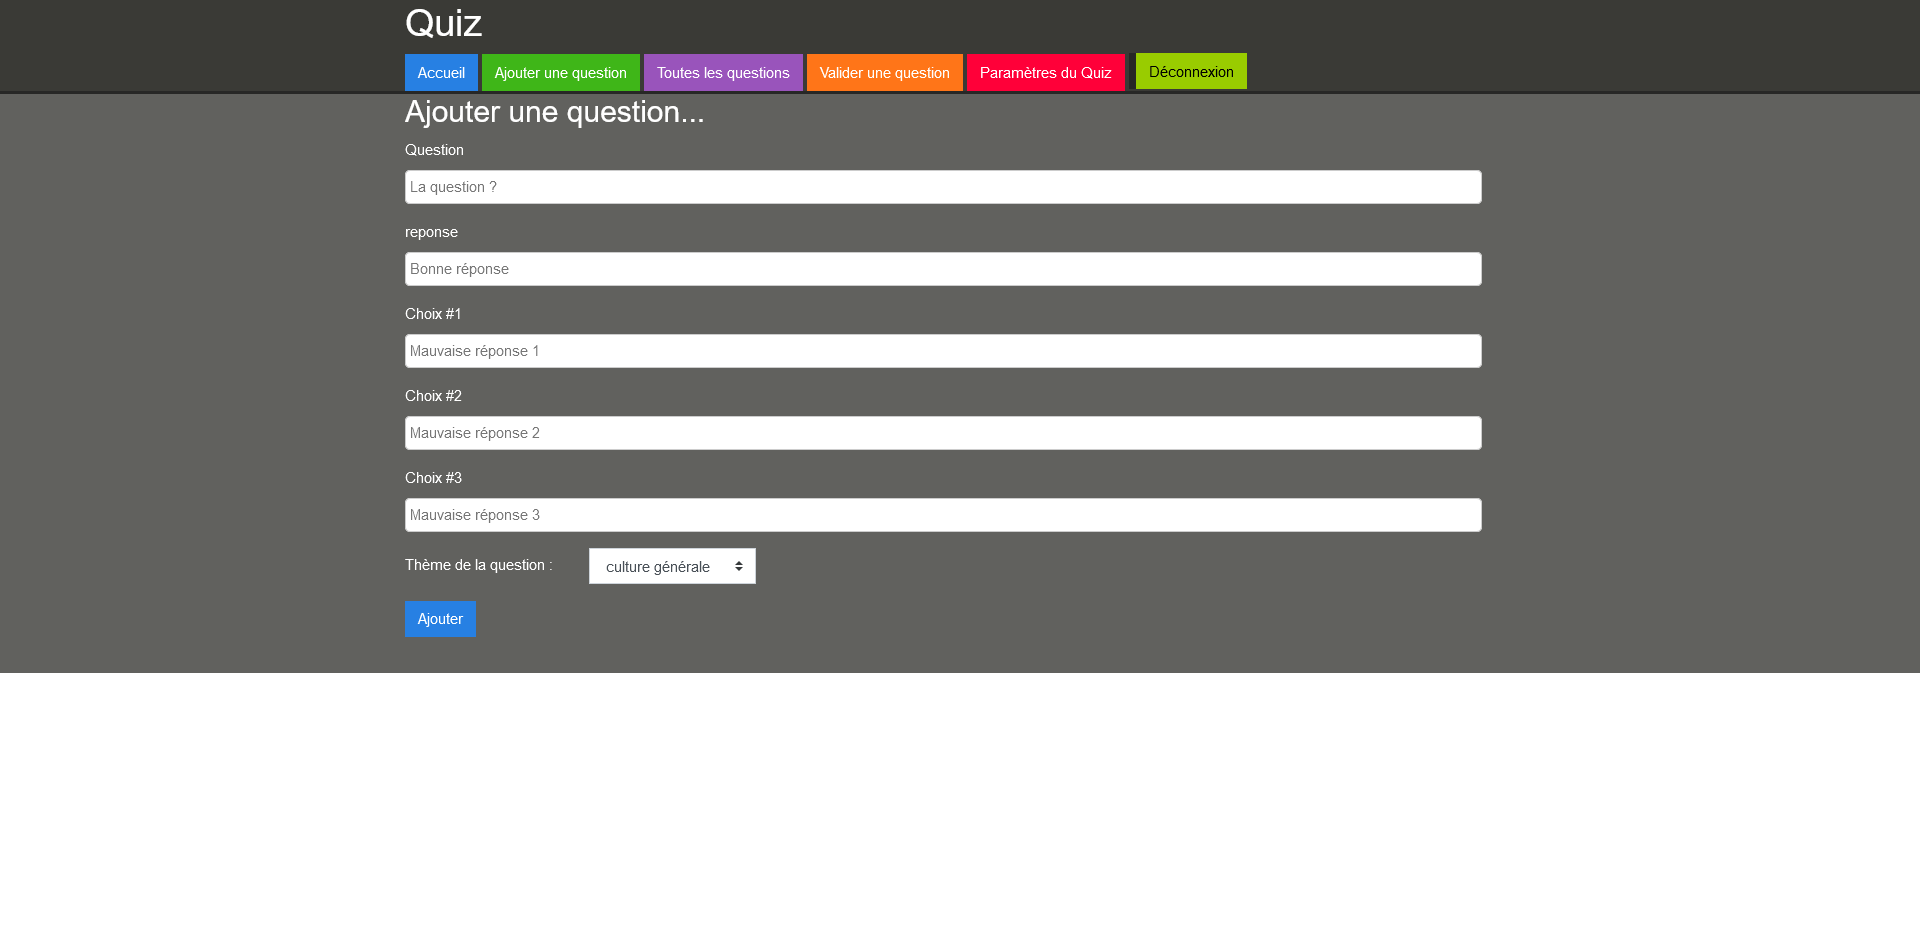 Quiz
Accueil Ajouter une question Toutes les questions Valider une question Paramètres du Quiz Déconnexion
Ajouter une question...
Question
La question ?
reponse
Bonne réponse
Choix #1
Mauvaise réponse 1
Choix #2
Mauvaise réponse 2
Choix #3
Mauvaise réponse 3
Thème de la question : culture générale
Ajouter